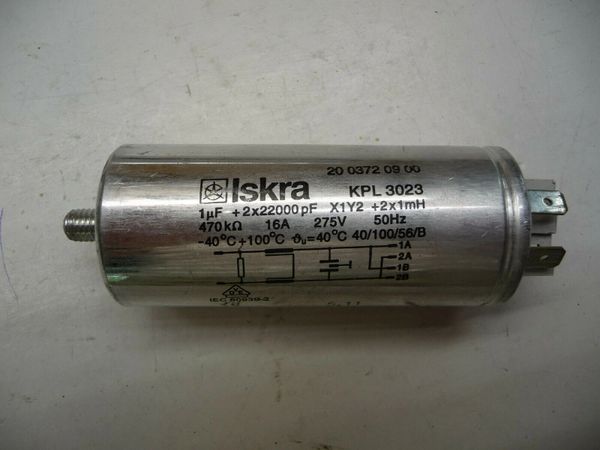 20 0372 09 00
Iskra KPL 3023
1µF +2x22000pF X1Y2 +2x1mH
470kΩ 16A 275V 50Hz
-40°C +100°C ϑu=40°C 40/100/56/B
1A
2A
1B
2B
IEC 60939-2